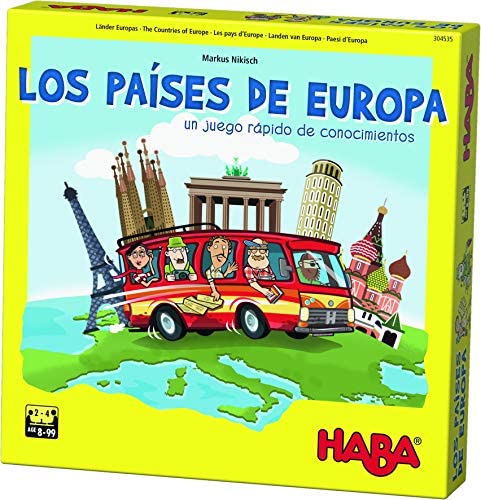 Länder Europas · The Countries of Europe · Les pays d'Europe · Landen van Europa · Paesi d'Europa
304535
Markus Nikisch
LOS PAÍSES DE EUROPA
un juego rápido de conocimientos
HABA
H
2 - 4
AGE 8-99
HABA®
LOS PAÍSES
DE EUROPA